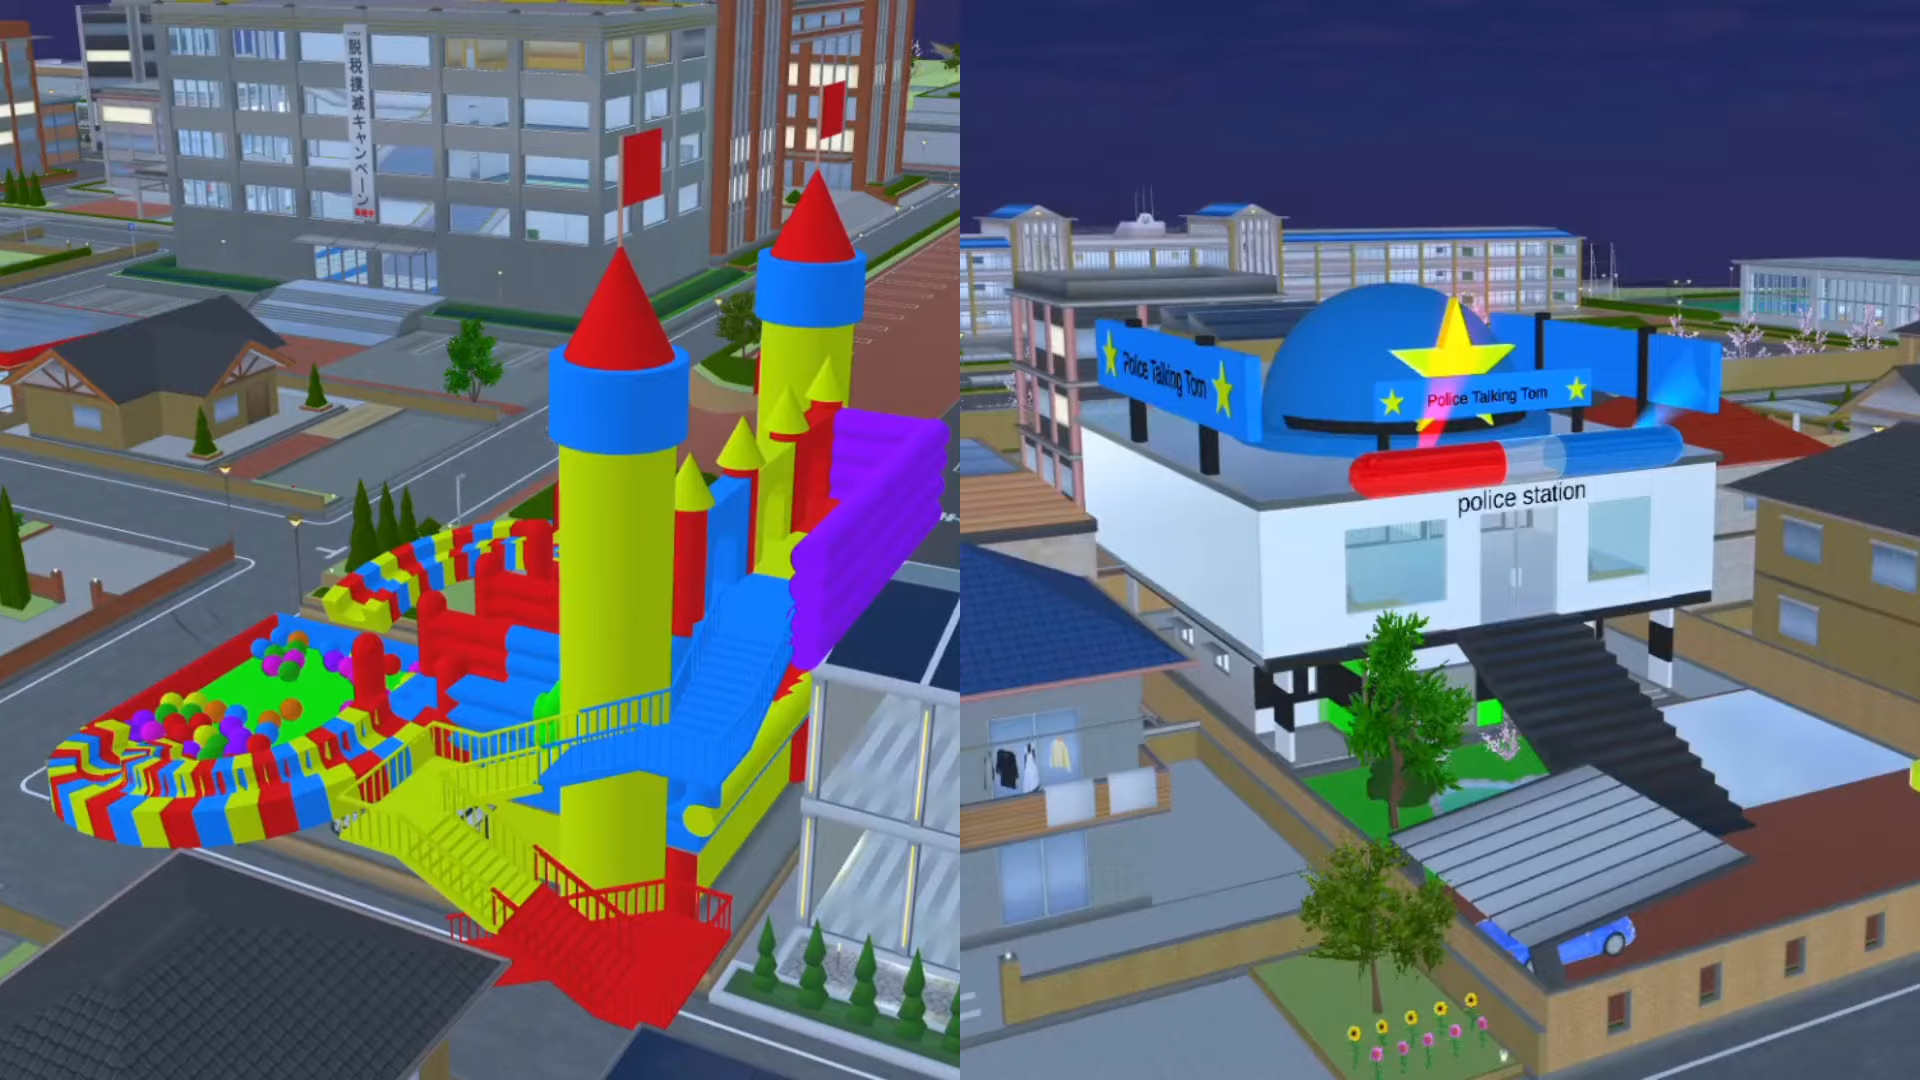 脱税撲滅キャンペーン
Police Talking Tom
Police Talking Tom
police station